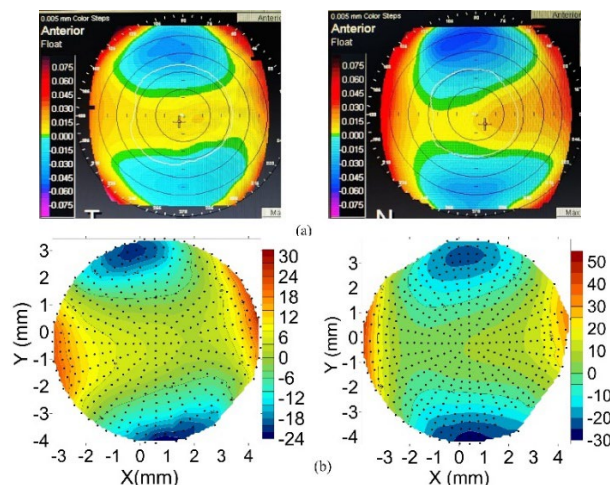 0.005 mm Color Steps
Anterior
Anterior
Float
0.075
0.060
0.045
0.030
0.015
0.000
-0.015
-0.030
-0.045
-0.060
-0.075
T
Max
0.005 mm Color Steps
Anterior
Anterior
Float
0.075
0.060
0.045
0.030
0.015
0.000
-0.015
-0.030
-0.045
-0.060
-0.075
N
Max
(a)
Y (mm)
3
2
1
0
-1
-2
-3
-4
-3 -2 -1 0 1 2 3 4
X(mm)
30
24
18
12
6
0
-6
-12
-18
-24
Y (mm)
3
2
1
0
-1
-2
-3
-4
-3 -2 -1 0 1 2 3 4
X (mm)
50
40
30
20
10
0
-10
-20
-30
(b)